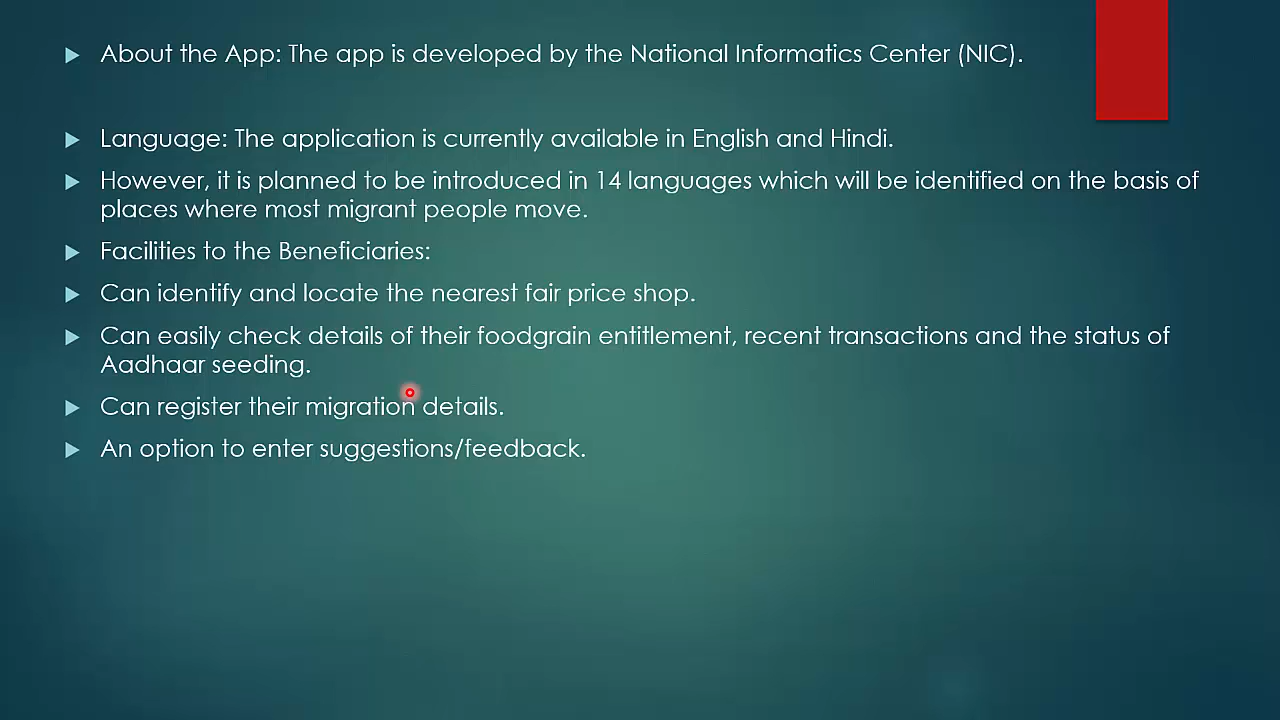 About the App: The app is developed by the National Informatics Center (NIC).
Language: The application is currently available in English and Hindi.
However, it is planned to be introduced in 14 languages which will be identified on the basis of
places where most migrant people move.
Facilities to the Beneficiaries:
Can identify and locate the nearest fair price shop.
Can easily check details of their foodgrain entitlement, recent transactions and the status of
Aadhaar seeding.
Can register their migration details.
An option to enter suggestions/feedback.